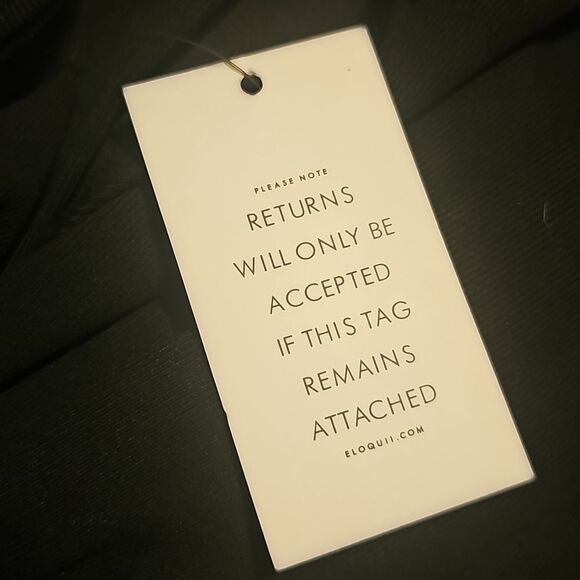 PLEASE NOTE
RETURNS
WILL ONLY BE
ACCEPTED
IF THIS TAG
REMAINS
ATTACHED
ELOQUII.COM